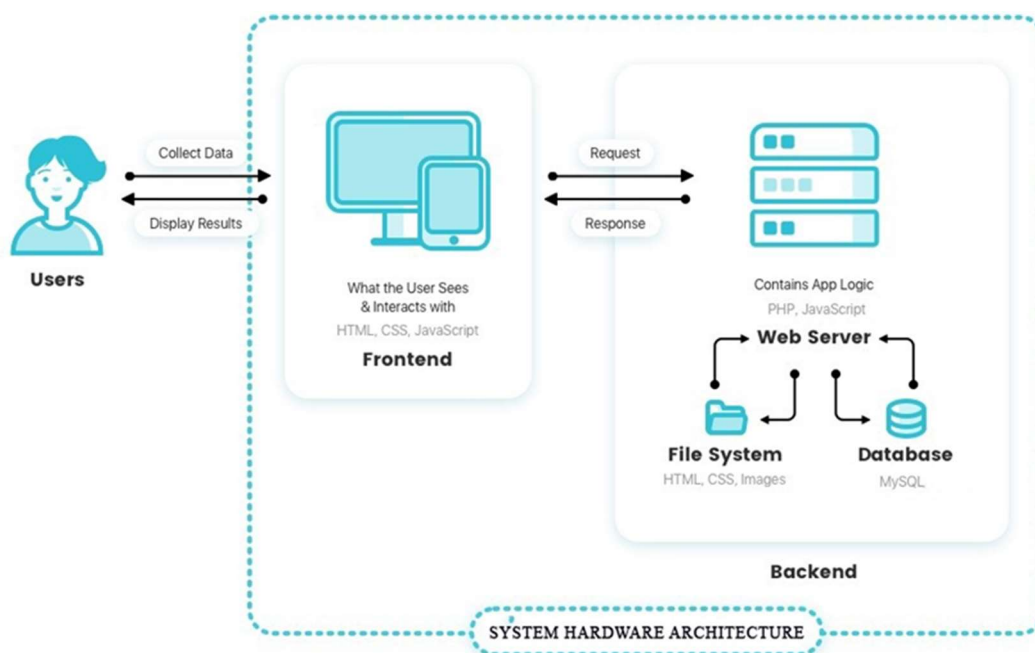 Collect Data
Display Results
Users
What the User Sees
& Interacts with
HTML, CSS, JavaScript
Frontend
Request
Response
Contains App Logic
PHP, JavaScript
Web Server
File System
HTML, CSS, Images
Database
MySQL
Backend
SYSTEM HARDWARE ARCHITECTURE